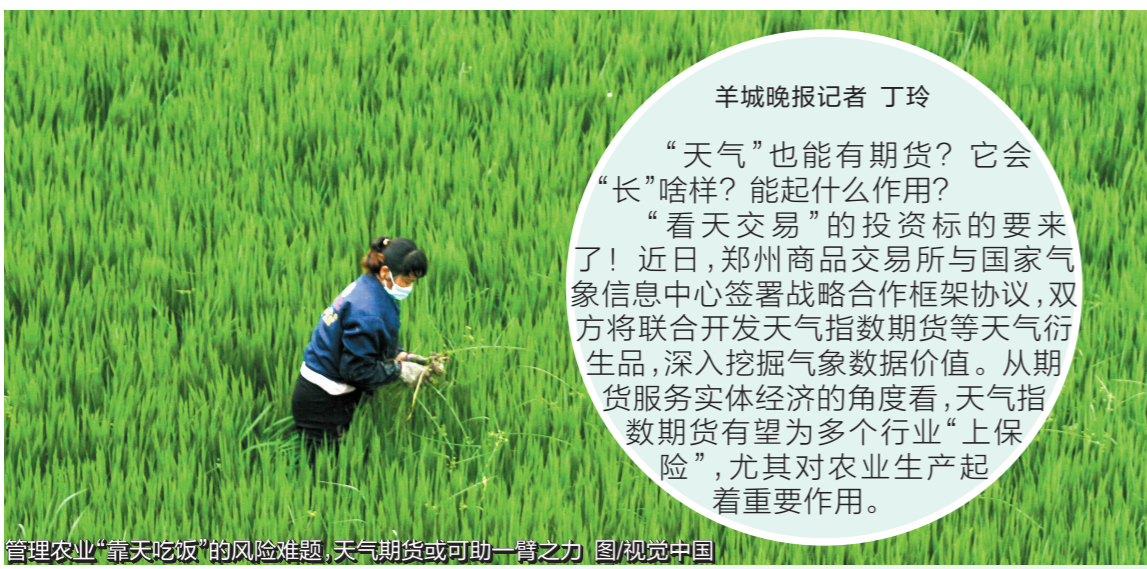 羊城晚报记者 丁玲
“天气”也能有期货？它会
“长”啥样？能起什么作用？
“看天交易”的投资标的要来
了！近日，郑州商品交易所与国家气
象信息中心签署战略合作框架协议，双
方将联合开发天气指数期货等天气衍
生品，深入挖掘气象数据价值。从期
货服务实体经济的角度看，天气指
数期货有望为多个行业“上保
险”，尤其对农业生产起
着重要作用。
管理农业“靠天吃饭”的风险难题，天气期货或可助一臂之力 图/视觉中国